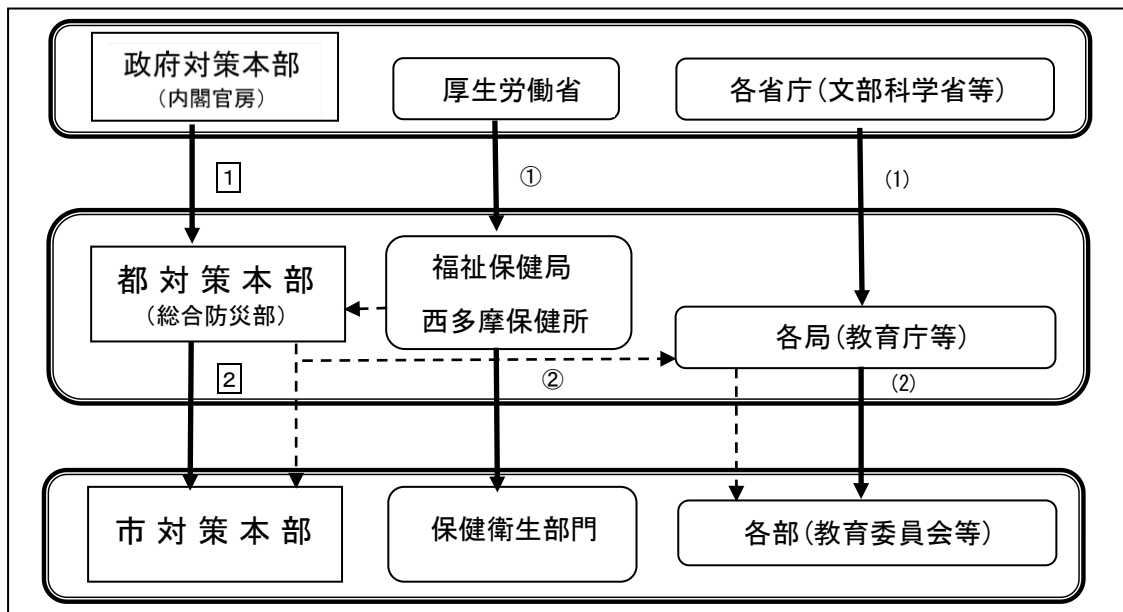 政府対策本部
(内閣官房)
厚生労働省
各省庁(文部科学省等)
1
①
(1)
都対策本部
(総合防災部)
福祉保健局
西多摩保健所
各局(教育庁等)
2
②
(2)
市対策本部
保健衛生部門
各部(教育委員会等)